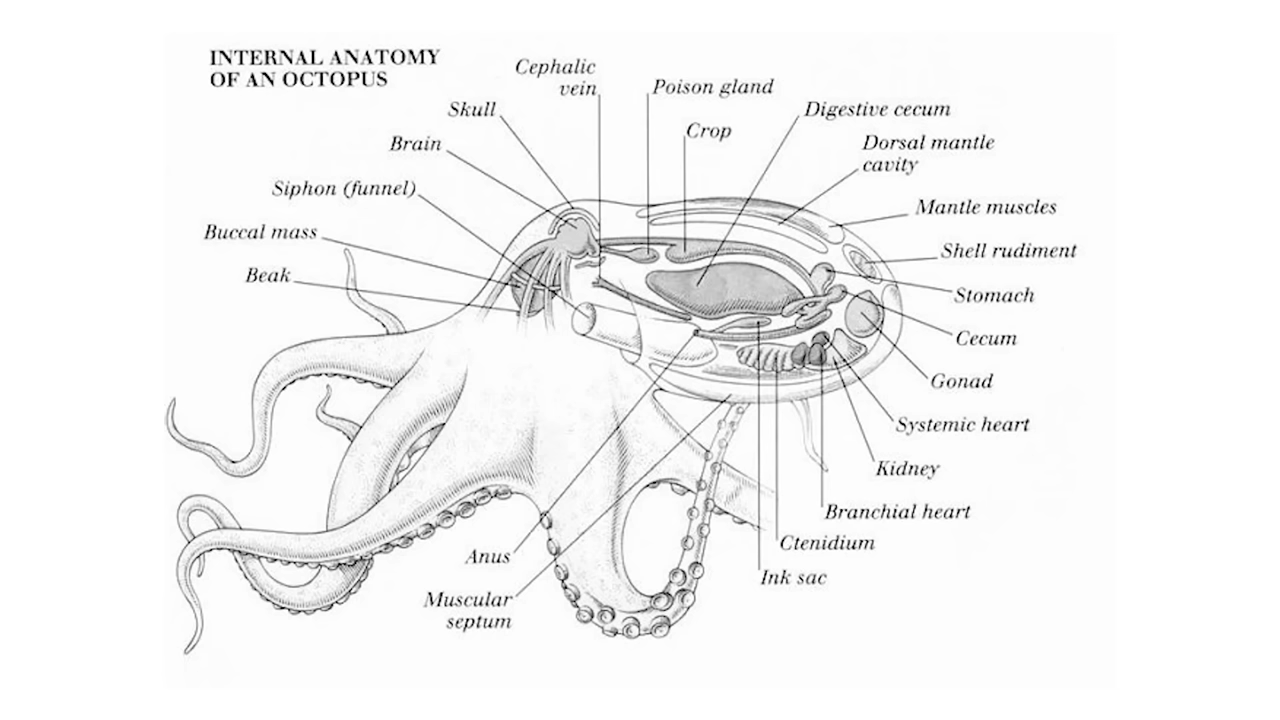 INTERNAL ANATOMY
OF AN OCTOPUS
Cephalic
vein
Poison gland
Skull
Digestive cecum
Crop
Brain
Dorsal mantle
cavity
Siphon (funnel)
Mantle muscles
Buccal mass
Shell rudiment
Beak
Stomach
Cecum
Gonad
Systemic heart
Kidney
Branchial heart
Ctenidium
Anus
Ink sac
Muscular
septum